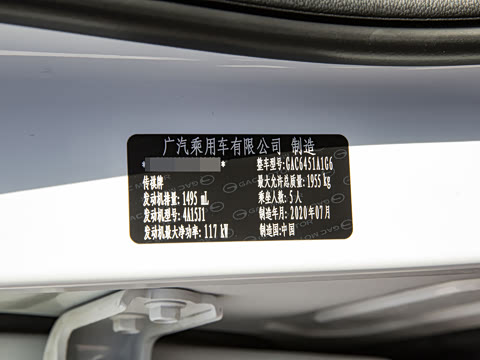 广汽乘用车有限公司 制造
* * 整车型号:GAC6451A1G6
传祺牌 最大允许总质量:1955 kg
发动机排量:1495 mL 乘坐人数:5人
发动机型号:4A15J1 制造年月:2020年07月
发动机最大净功率:117 kW 制造国:中国